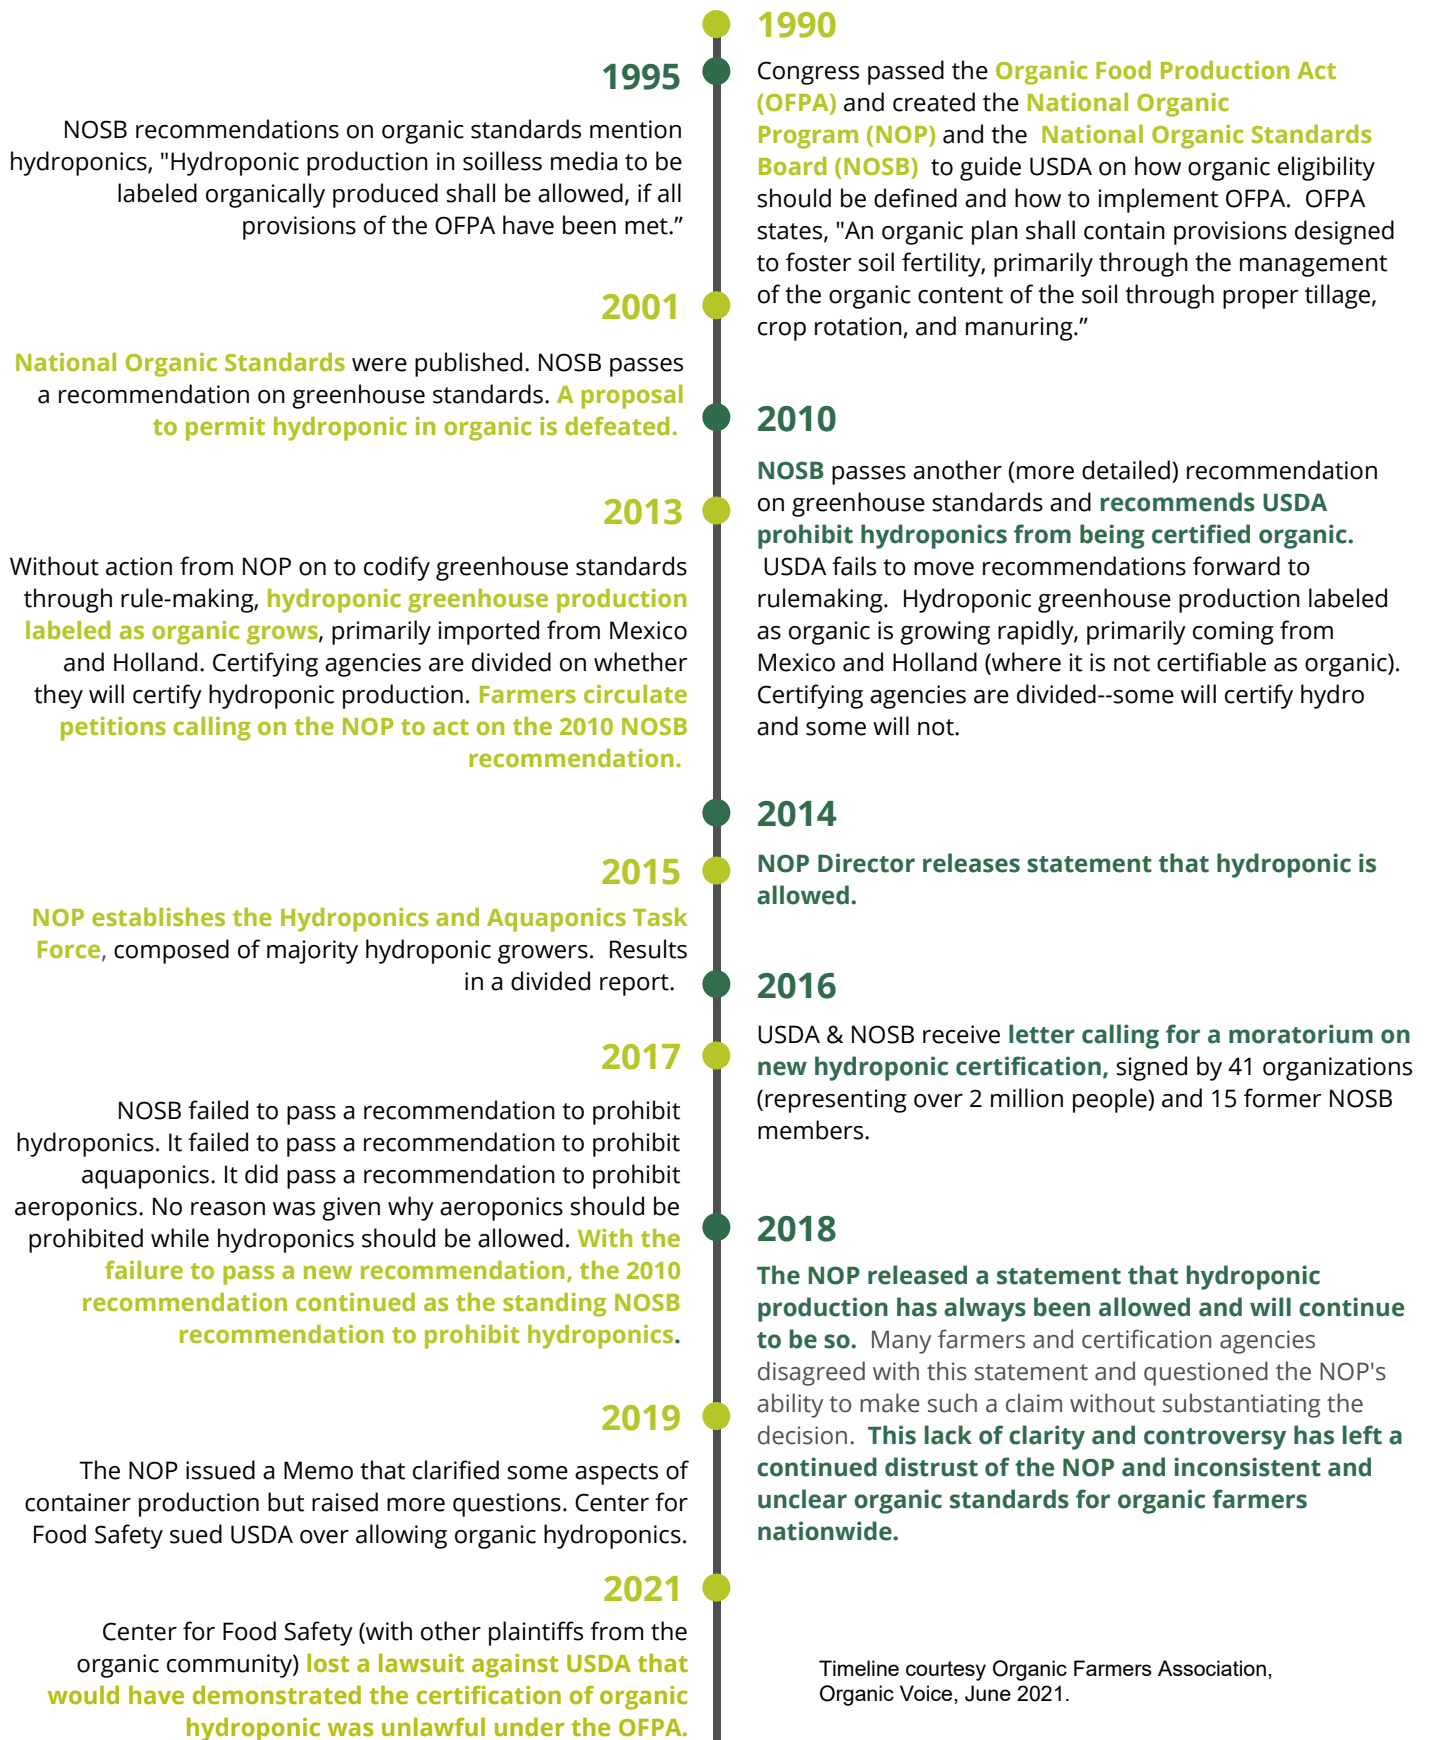 1990
Congress passed the Organic Food Production Act
(OFPA) and created the National Organic
Program (NOP) and the National Organic Standards
Board (NOSB) to guide USDA on how organic eligibility
should be defined and how to implement OFPA. OFPA
states, "An organic plan shall contain provisions designed
to foster soil fertility, primarily through the management
of the organic content of the soil through proper tillage,
crop rotation, and manuring.”
1995
NOSB recommendations on organic standards mention
hydroponics, "Hydroponic production in soilless media to be
labeled organically produced shall be allowed, if all
provisions of the OFPA have been met.”
2001
National Organic Standards were published. NOSB passes
a recommendation on greenhouse standards. A proposal
to permit hydroponic in organic is defeated.
2010
NOSB passes another (more detailed) recommendation
on greenhouse standards and recommends USDA
prohibit hydroponics from being certified organic.
USDA fails to move recommendations forward to
rulemaking. Hydroponic greenhouse production labeled
as organic is growing rapidly, primarily coming from
Mexico and Holland (where it is not certifiable as organic).
Certifying agencies are divided--some will certify hydro
and some will not.
2013
Without action from NOP on to codify greenhouse standards
through rule-making, hydroponic greenhouse production
labeled as organic grows, primarily imported from Mexico
and Holland. Certifying agencies are divided on whether
they will certify hydroponic production. Farmers circulate
petitions calling on the NOP to act on the 2010 NOSB
recommendation.
2014
NOP Director releases statement that hydroponic is
allowed.
2015
NOP establishes the Hydroponics and Aquaponics Task
Force, composed of majority hydroponic growers. Results
in a divided report.
2016
USDA & NOSB receive letter calling for a moratorium on
new hydroponic certification, signed by 41 organizations
(representing over 2 million people) and 15 former NOSB
members.
2017
NOSB failed to pass a recommendation to prohibit
hydroponics. It failed to pass a recommendation to prohibit
aquaponics. It did pass a recommendation to prohibit
aeroponics. No reason was given why aeroponics should be
prohibited while hydroponics should be allowed. With the
failure to pass a new recommendation, the 2010
recommendation continued as the standing NOSB
recommendation to prohibit hydroponics.
2018
The NOP released a statement that hydroponic
production has always been allowed and will continue
to be so. Many farmers and certification agencies
disagreed with this statement and questioned the NOP's
ability to make such a claim without substantiating the
decision. This lack of clarity and controversy has left a
continued distrust of the NOP and inconsistent and
unclear organic standards for organic farmers
nationwide.
2019
The NOP issued a Memo that clarified some aspects of
container production but raised more questions. Center for
Food Safety sued USDA over allowing organic hydroponics.
2021
Center for Food Safety (with other plaintiffs from the
organic community) lost a lawsuit against USDA that
would have demonstrated the certification of organic
hydroponic was unlawful under the OFPA.
Timeline courtesy Organic Farmers Association,
Organic Voice, June 2021.